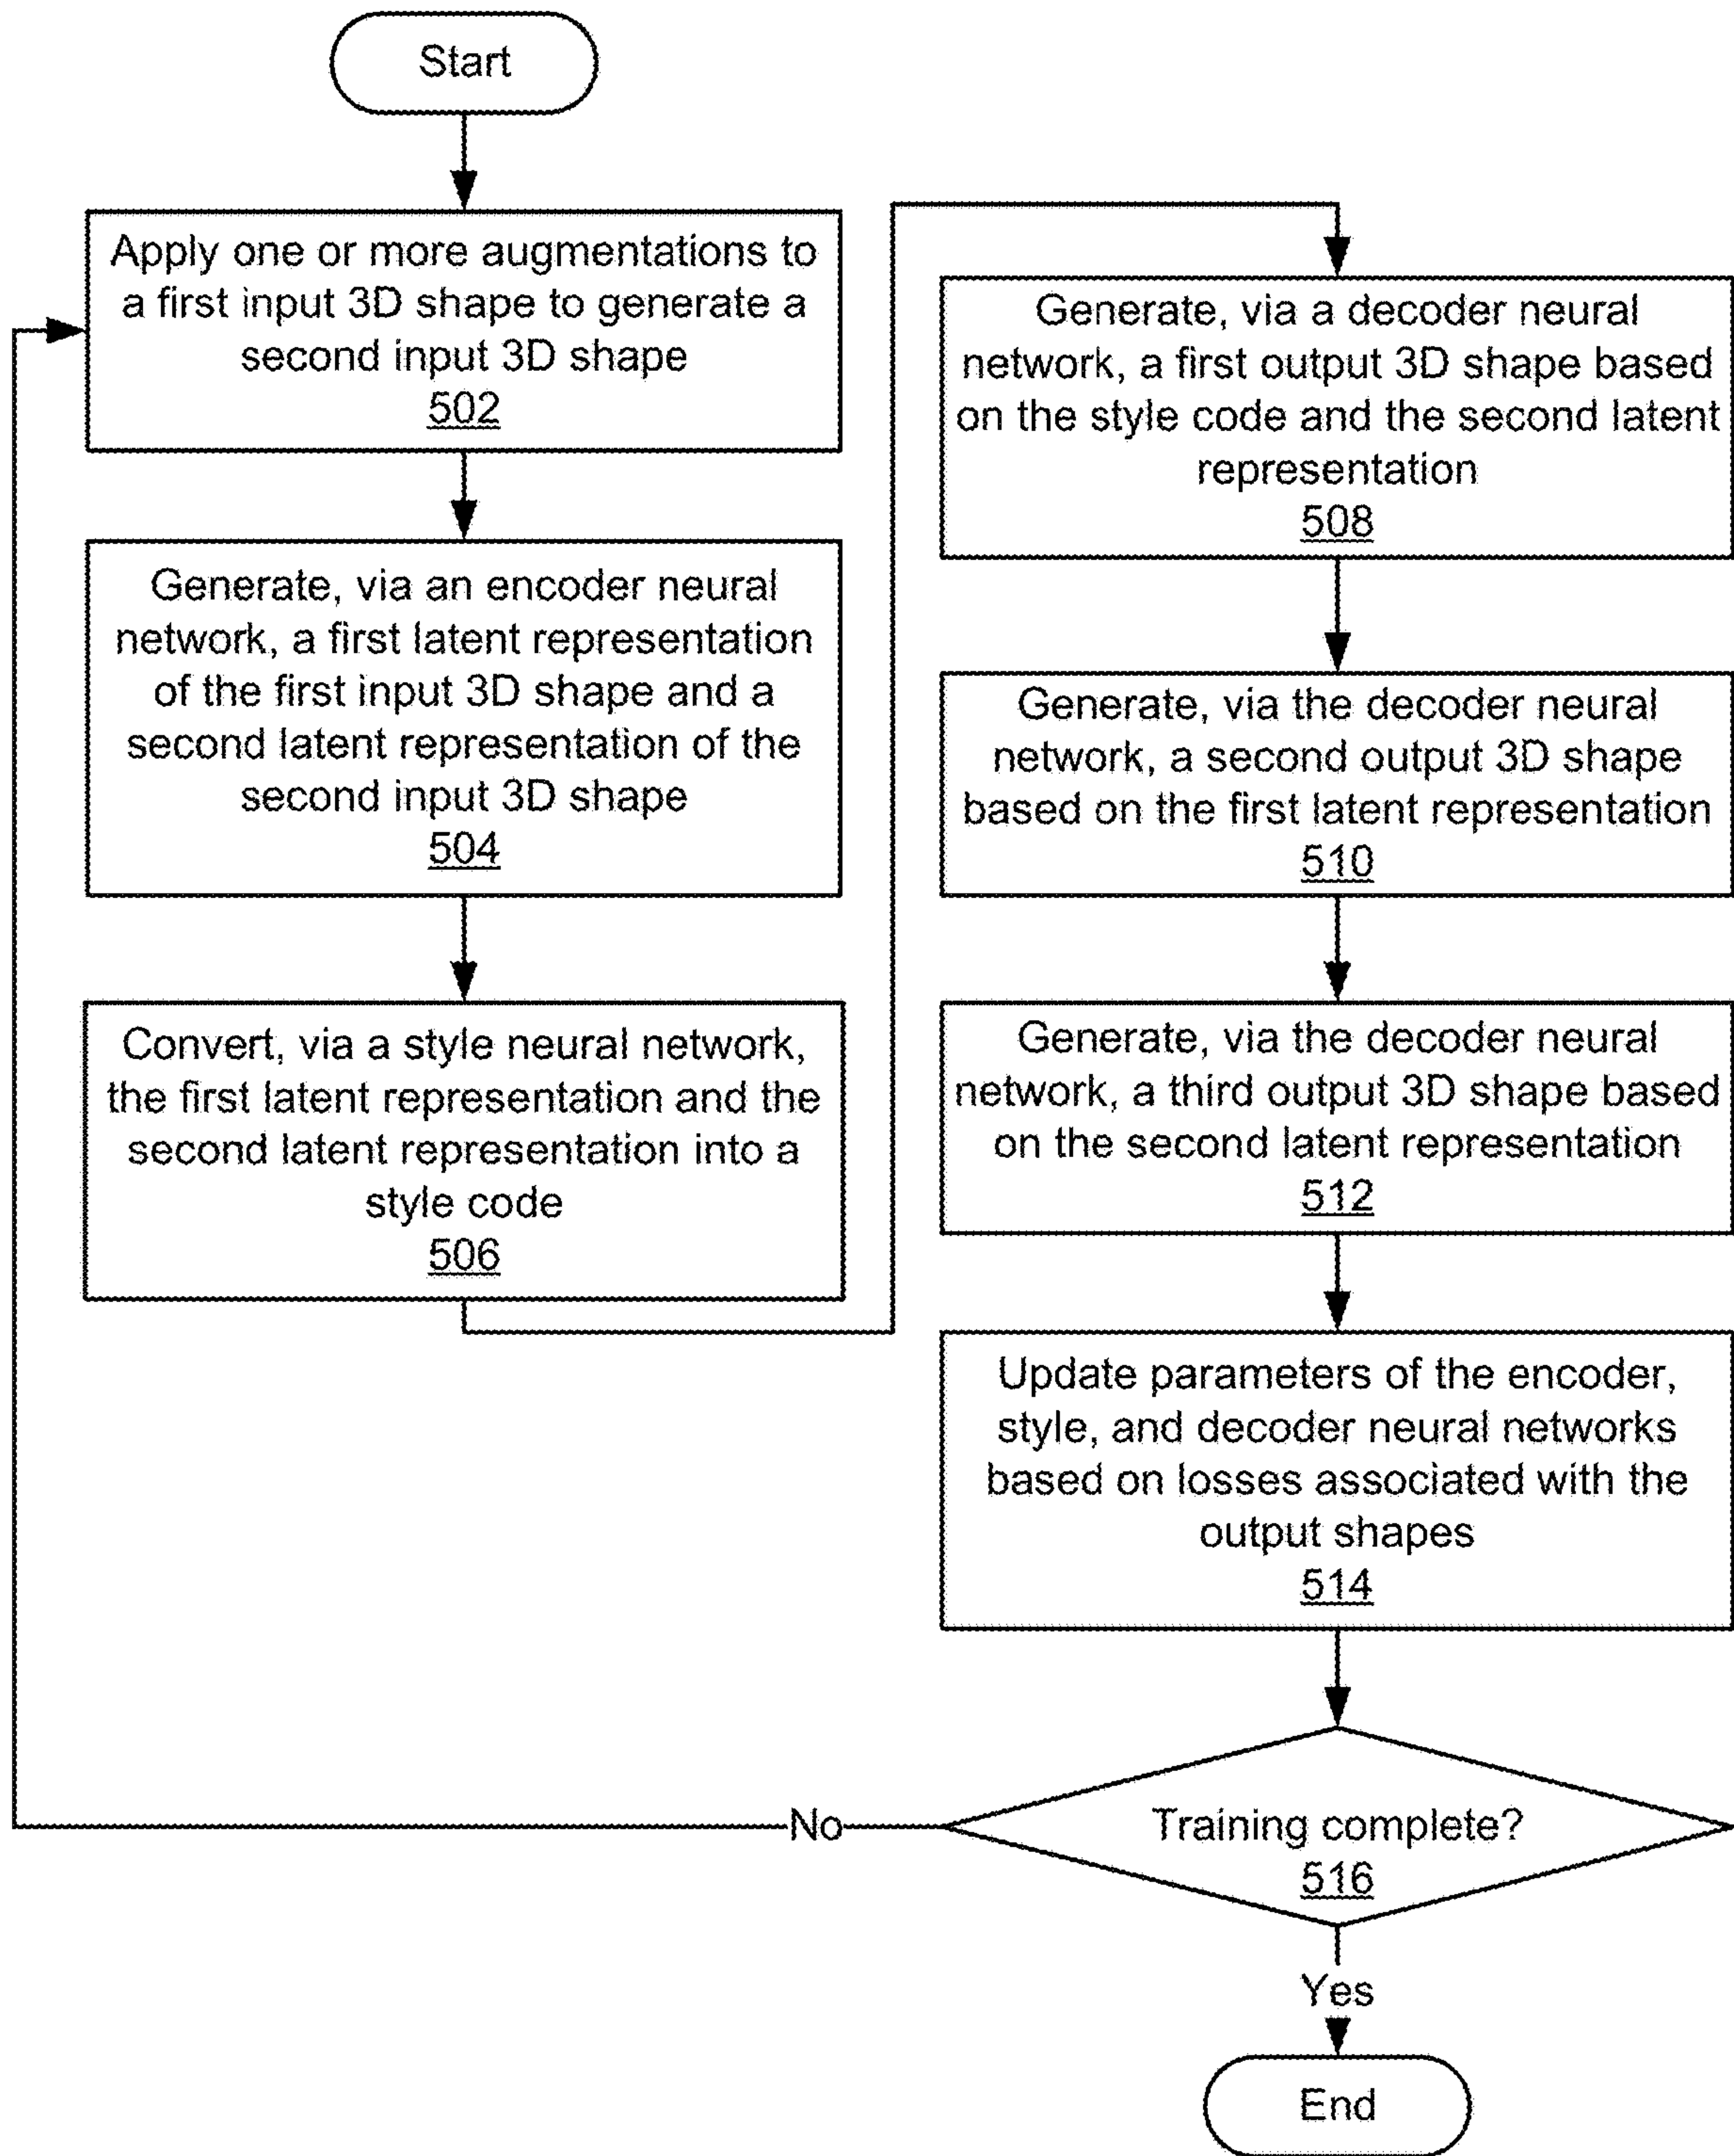 Start
Apply one or more augmentations to
a first input 3D shape to generate a
second input 3D shape
502
Generate, via an encoder neural
network, a first latent representation
of the first input 3D shape and a
second latent representation of the
second input 3D shape
504
Convert, via a style neural network,
the first latent representation and the
second latent representation into a
style code
506
Generate, via a decoder neural
network, a first output 3D shape based
on the style code and the second latent
representation
508
Generate, via the decoder neural
network, a second output 3D shape
based on the first latent representation
510
Generate, via the decoder neural
network, a third output 3D shape based
on the second latent representation
512
Update parameters of the encoder,
style, and decoder neural networks
based on losses associated with the
output shapes
514
Training complete?
516
No
Yes
End